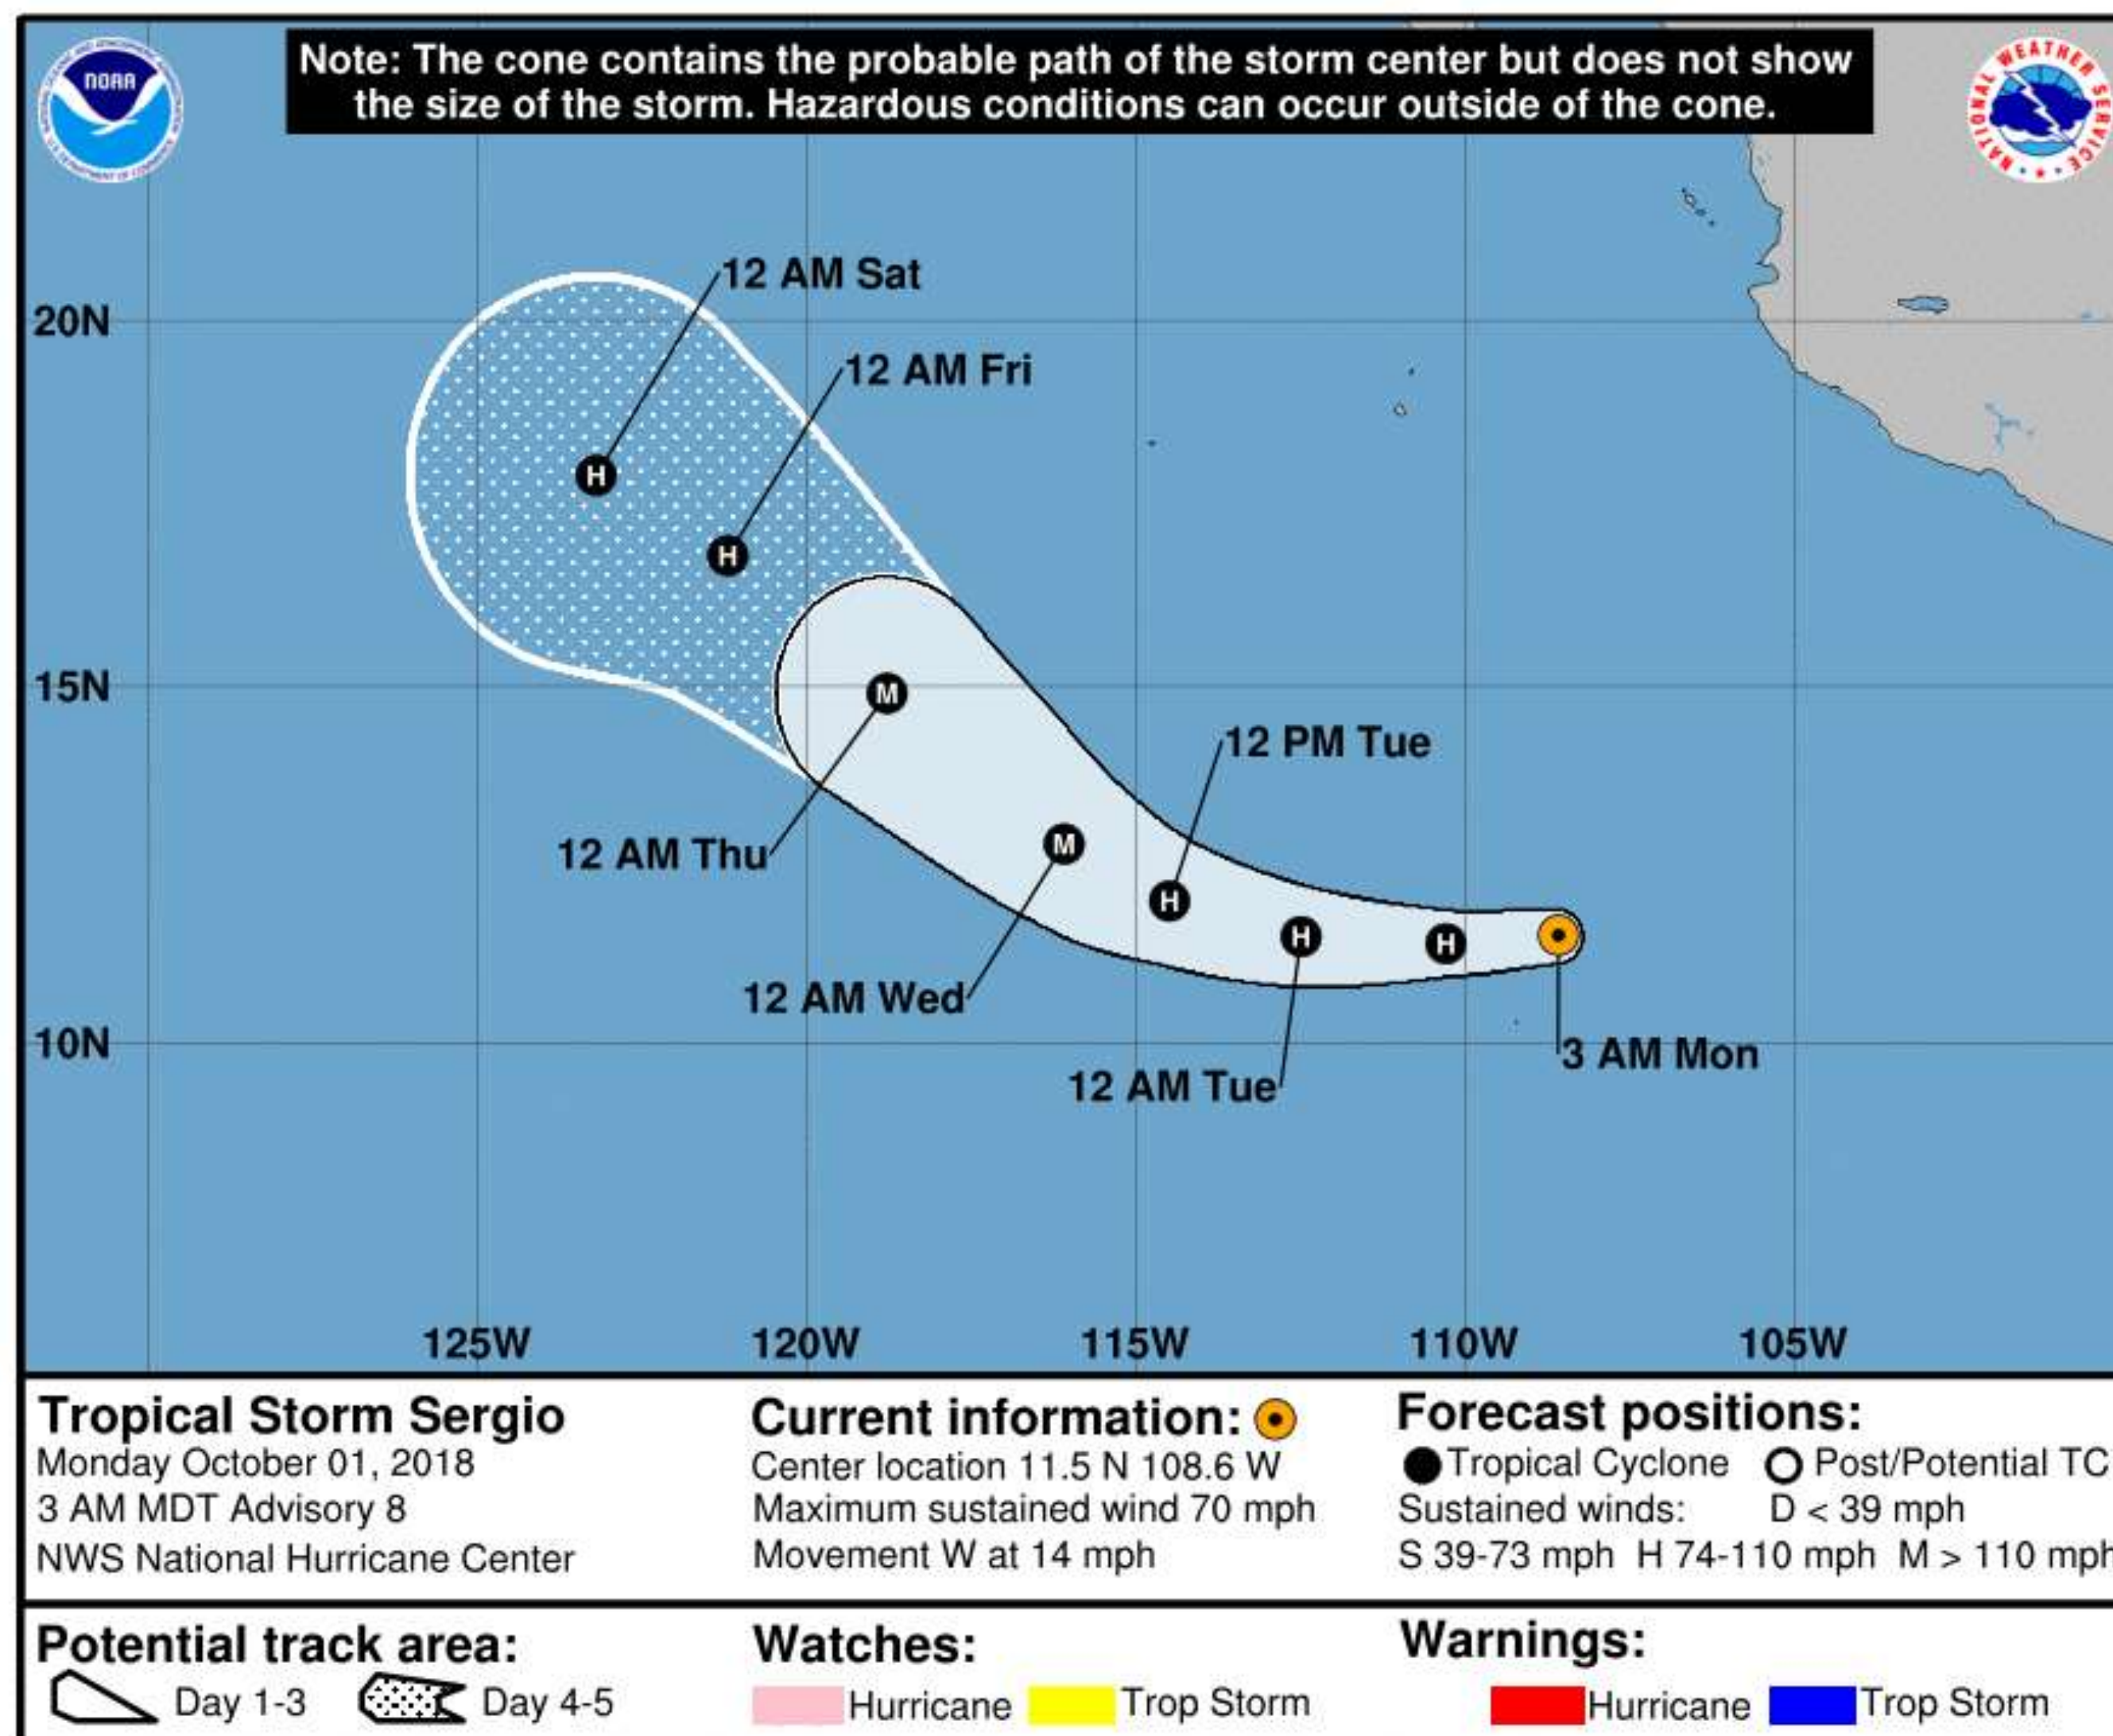 Note: The cone contains the probable path of the storm center but does not show
the size of the storm. Hazardous conditions can occur outside of the cone.
NOAA
NATIONAL WEATHER SERVICE
12 AM Sat
20N
12 AM Fri
H
H
15N
M
12 PM Tue
12 AM Thu
M
H
H
H
12 AM Wed
10N
3 AM Mon
12 AM Tue
125W 120W 115W 110W 105W
Tropical Storm Sergio
Monday October 01, 2018
3 AM MDT Advisory 8
NWS National Hurricane Center
Current information:
Center location 11.5 N 108.6 W
Maximum sustained wind 70 mph
Movement W at 14 mph
Forecast positions:
Tropical Cyclone Post/Potential TC
Sustained winds: D < 39 mph
S 39-73 mph H 74-110 mph M > 110 mph
Potential track area:
Day 1-3 Day 4-5
Watches:
Hurricane Trop Storm
Warnings:
Hurricane Trop Storm